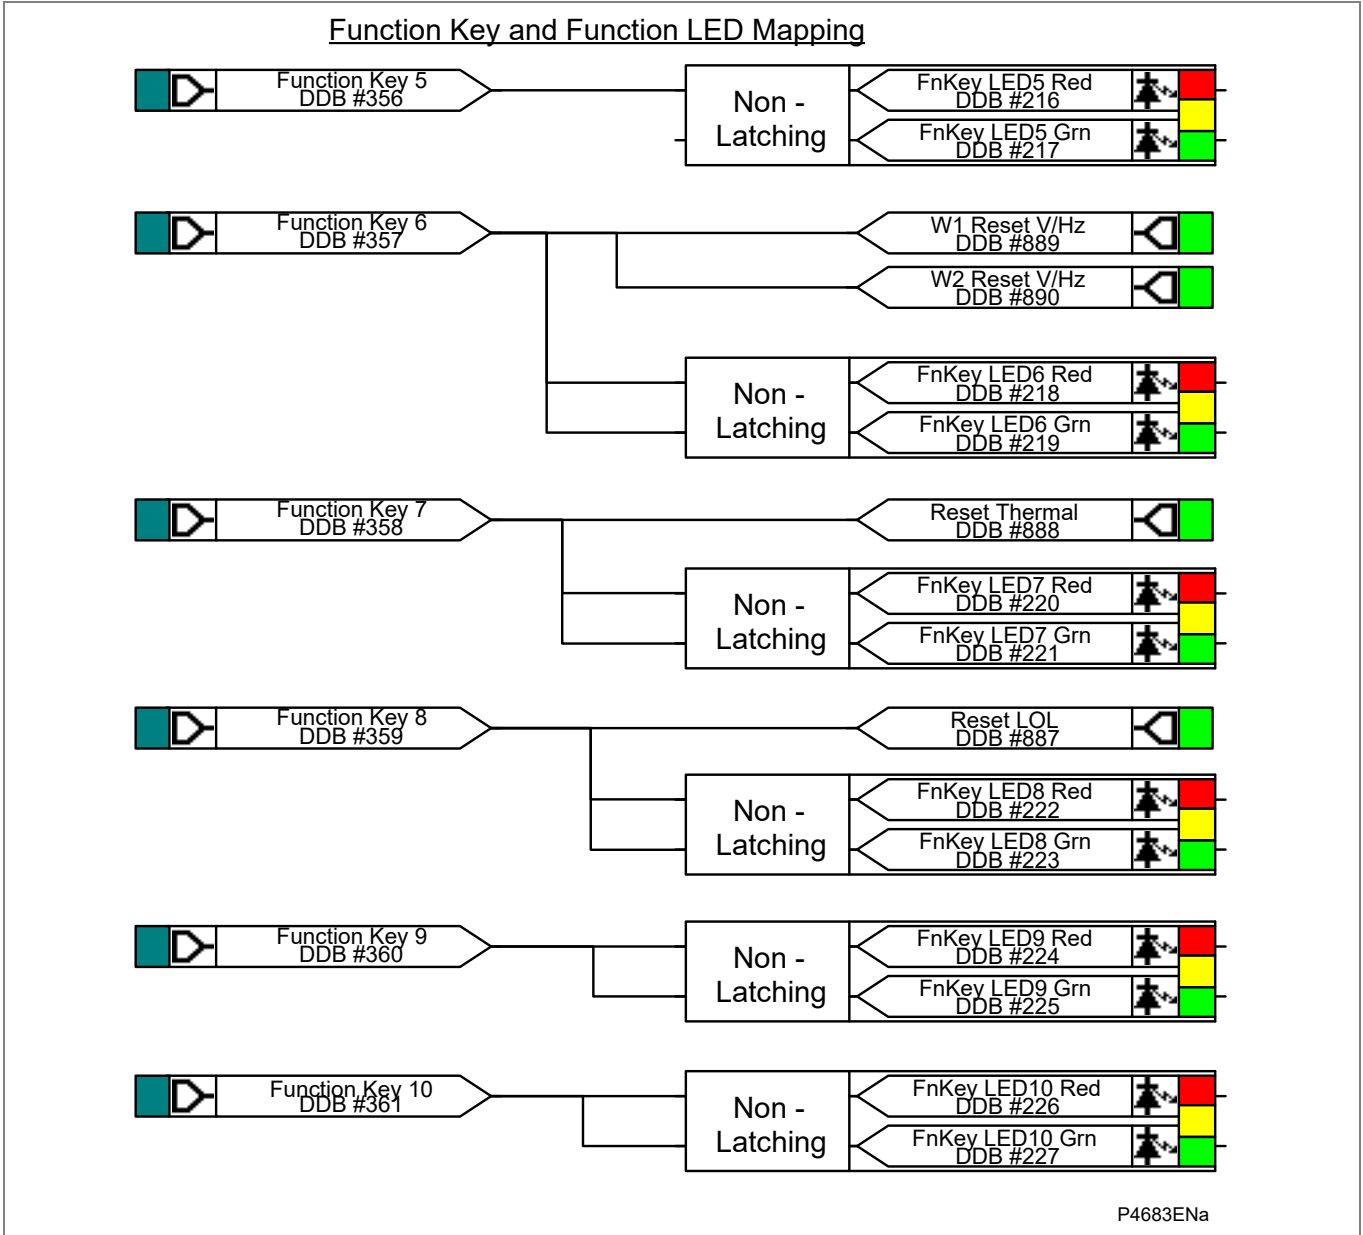 Function Key and Function LED Mapping
Function Key 5
DDB #356
Non -
Latching
FnKey LED5 Red
DDB #216
FnKey LED5 Grn
DDB #217
Function Key 6
DDB #357
W1 Reset V/Hz
DDB #889
W2 Reset V/Hz
DDB #890
Non -
Latching
FnKey LED6 Red
DDB #218
FnKey LED6 Grn
DDB #219
Function Key 7
DDB #358
Reset Thermal
DDB #888
Non -
Latching
FnKey LED7 Red
DDB #220
FnKey LED7 Grn
DDB #221
Function Key 8
DDB #359
Reset LOL
DDB #887
Non -
Latching
FnKey LED8 Red
DDB #222
FnKey LED8 Grn
DDB #223
Function Key 9
DDB #360
Non -
Latching
FnKey LED9 Red
DDB #224
FnKey LED9 Grn
DDB #225
Function Key 10
DDB #361
Non -
Latching
FnKey LED10 Red
DDB #226
FnKey LED10 Grn
DDB #227
P4683ENa